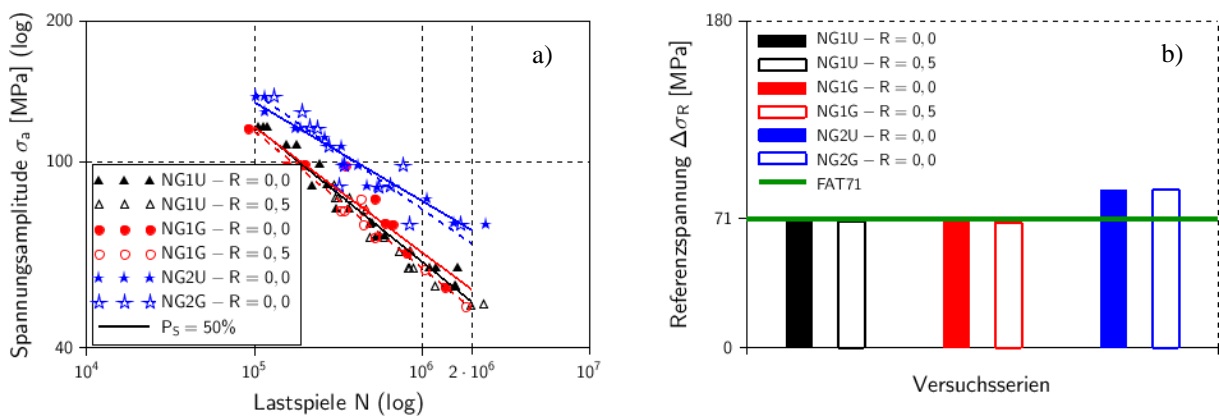 Spannungsamplitude σa [MPa] (log
200
100
40
a)
NG1U – R = 0,0
NG1U – R = 0,5
NG1G – R = 0,0
NG1G – R = 0,5
NG2U – R = 0,0
NG2G – R = 0,0
PS = 50%
10^4
10^5
10^6
2·10^6
10^7
Lastspiele N (log)
Referenzspannung ΔσR [MPa]
180
71
0
b)
NG1U – R = 0,0
NG1U – R = 0,5
NG1G – R = 0,0
NG1G – R = 0,5
NG2U – R = 0,0
NG2G – R = 0,0
FAT71
Versuchsserien